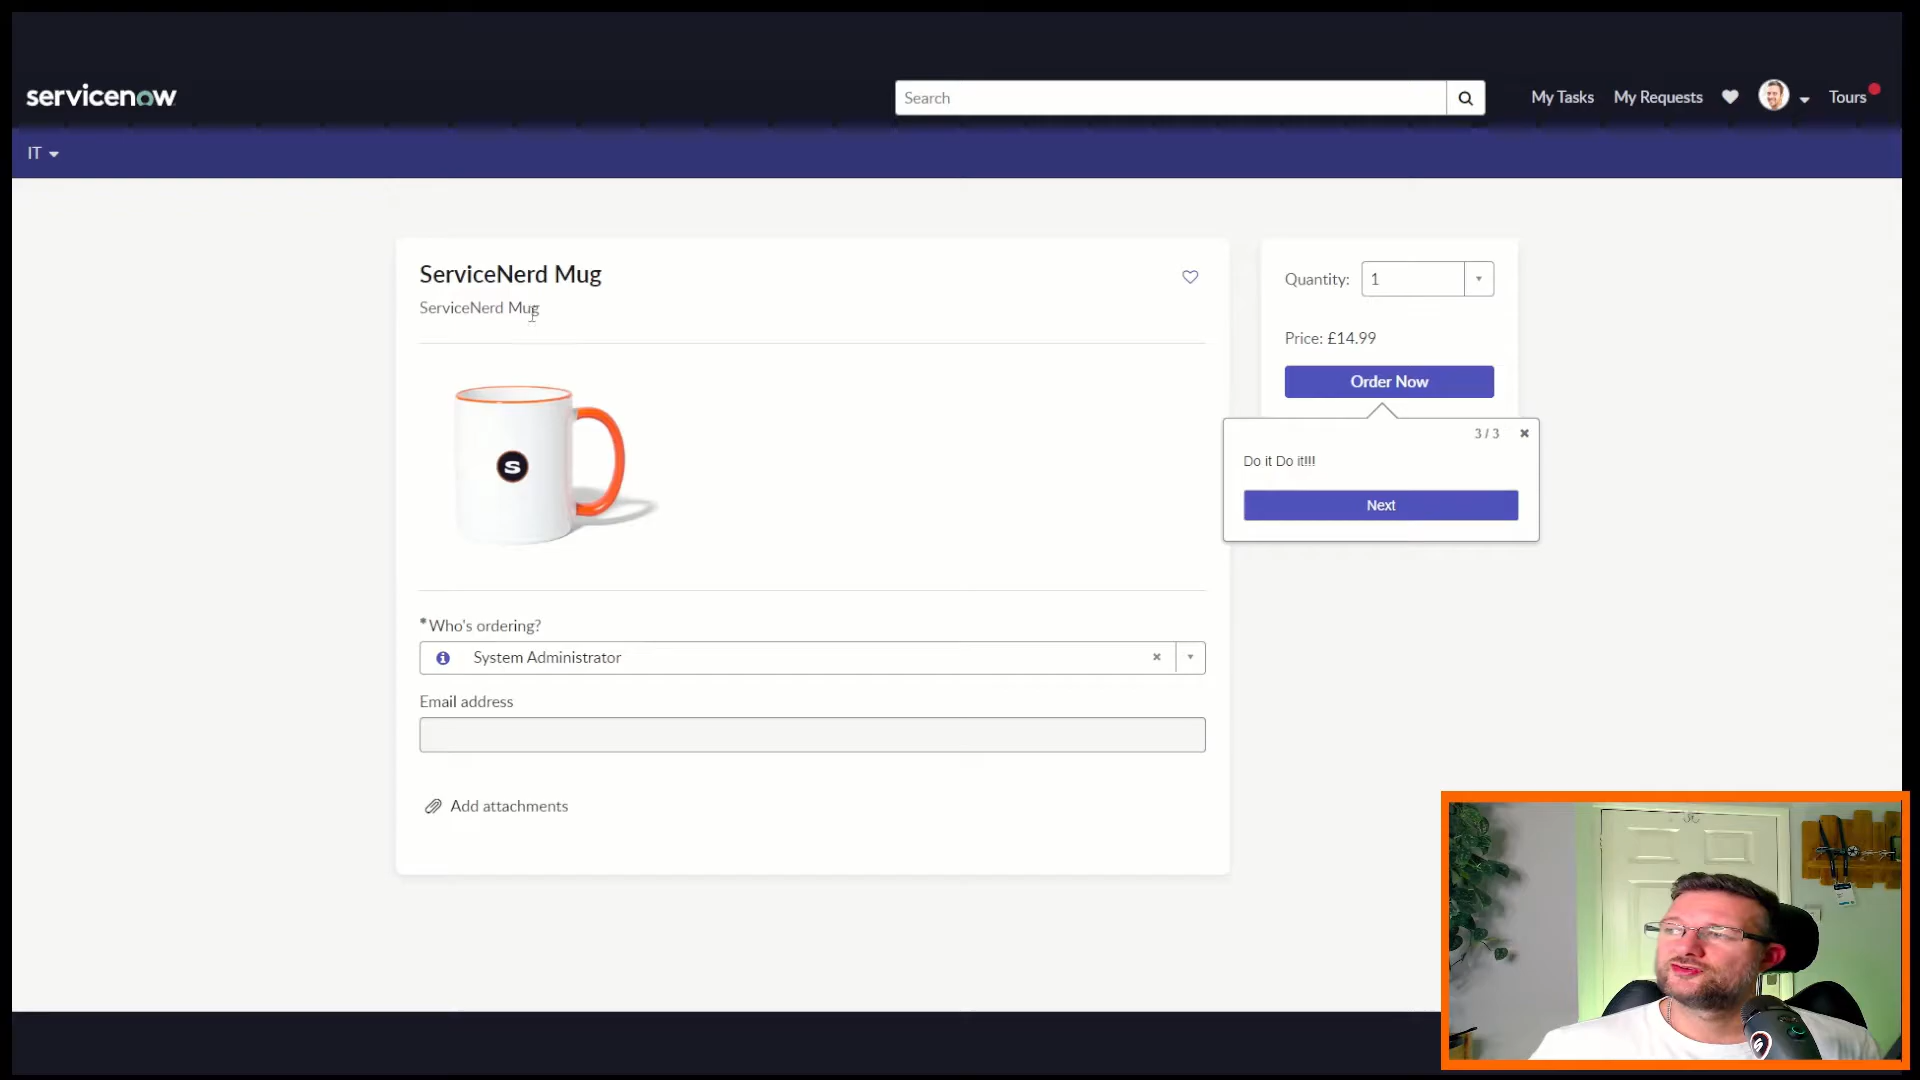 servicenow
Search
My Tasks
My Requests
Tours
IT
ServiceNerd Mug
ServiceNerd Mug
S
Quantity: 1
Price: £14.99
Order Now
3 / 3
Do it Do it!!!
Next
*Who's ordering?
System Administrator
Email address
Add attachments